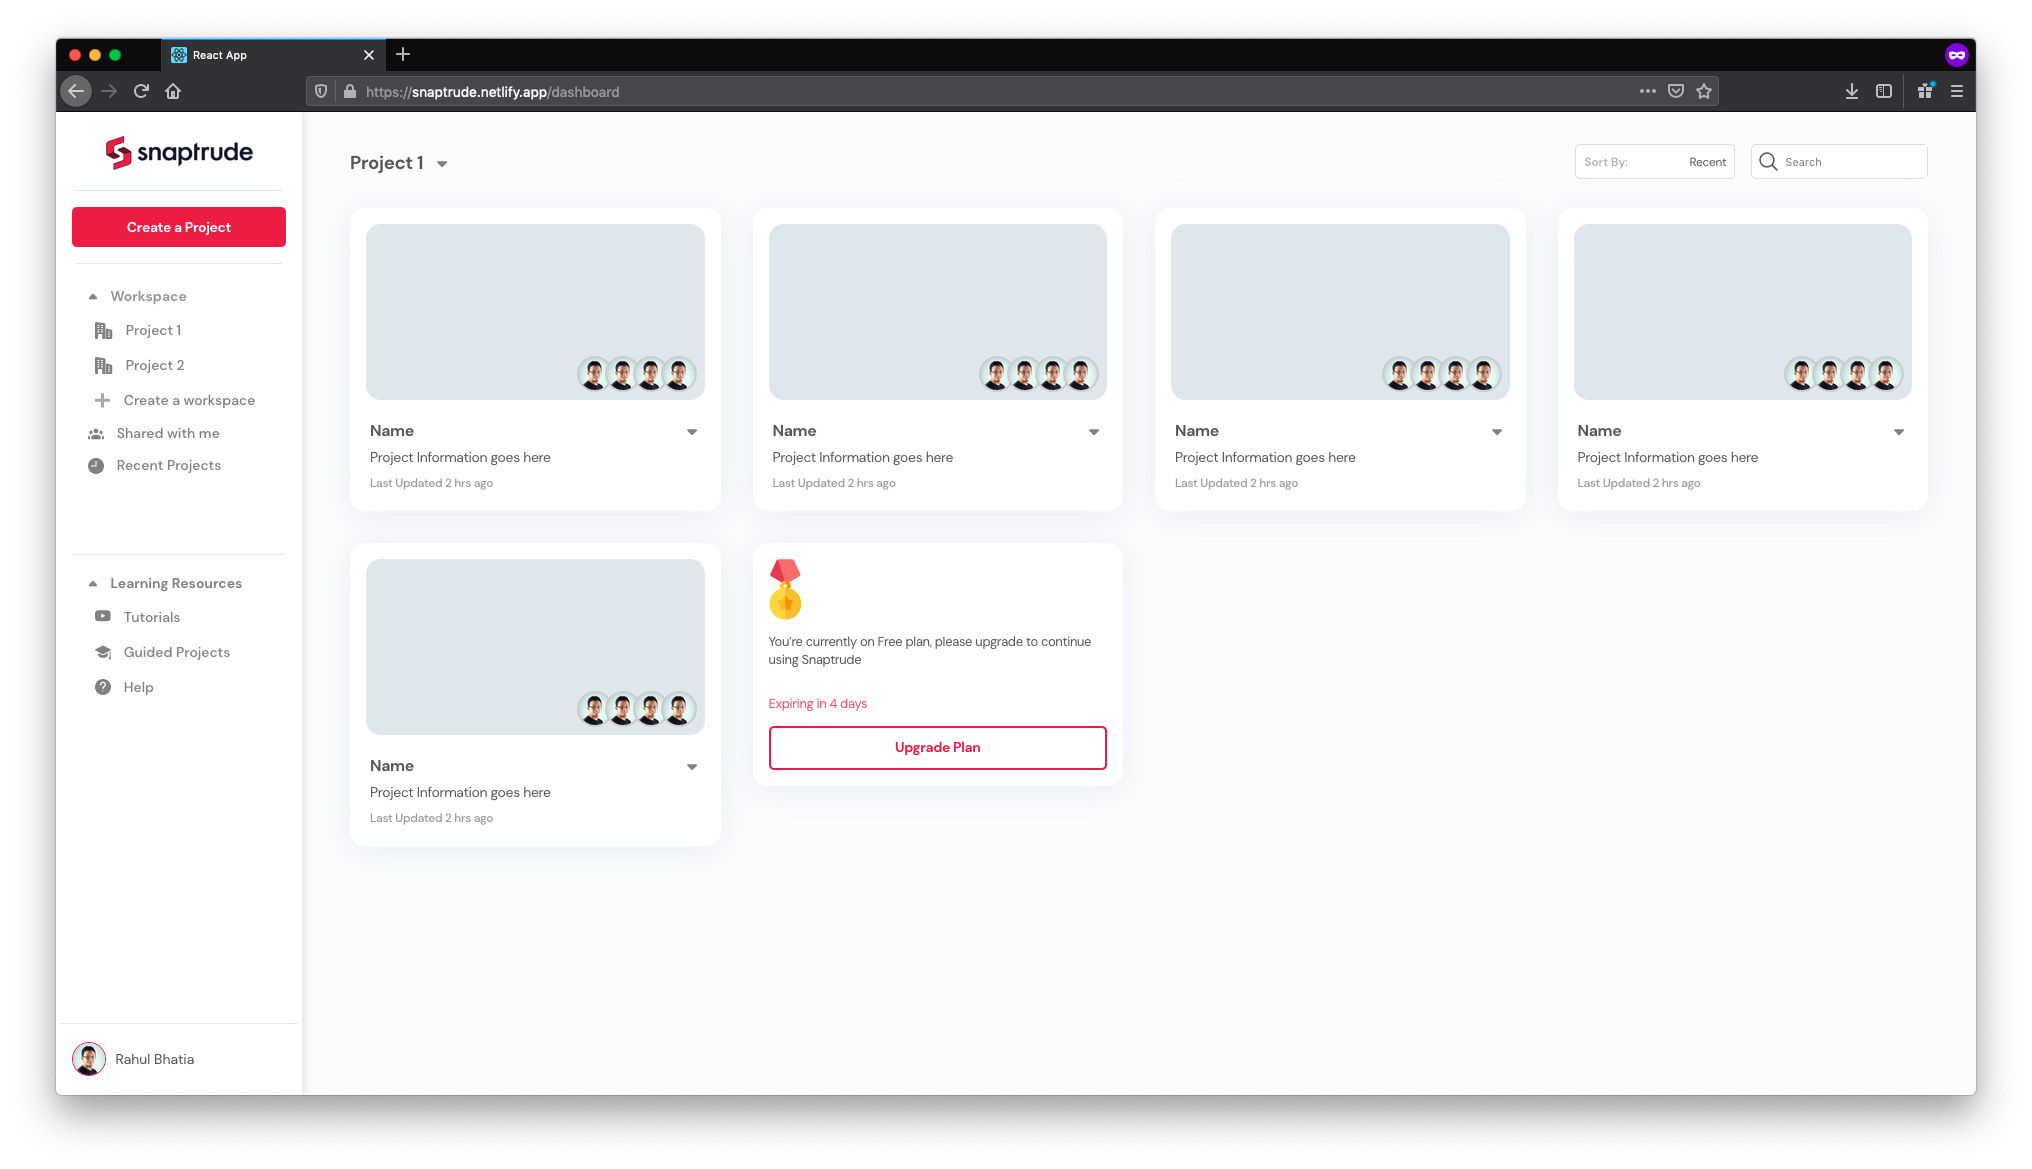 React App
https://snaptrude.netlify.app/dashboard
snaptrude
Create a Project
Workspace
Project 1
Project 2
Create a workspace
Shared with me
Recent Projects
Learning Resources
Tutorials
Guided Projects
Help
Rahul Bhatia
Project 1
Sort By: Recent
Search
Name
Project Information goes here
Last Updated 2 hrs ago
Name
Project Information goes here
Last Updated 2 hrs ago
Name
Project Information goes here
Last Updated 2 hrs ago
Name
Project Information goes here
Last Updated 2 hrs ago
Name
Project Information goes here
Last Updated 2 hrs ago
You're currently on Free plan, please upgrade to continue
using Snaptrude
Expiring in 4 days
Upgrade Plan